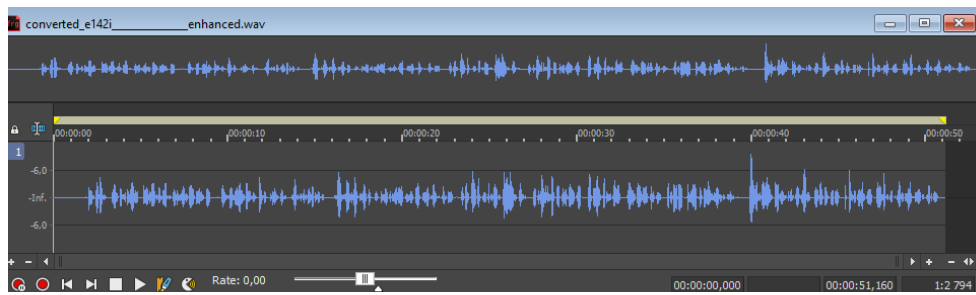 frg converted_e142i____________enhanced.wav
00:00:00 00:00:10 00:00:20 00:00:30 00:00:40 00:00:50
1
-6,0
-Inf.
-6,0
Rate: 0,00
00:00:00,000 00:00:51,160 1:2 794